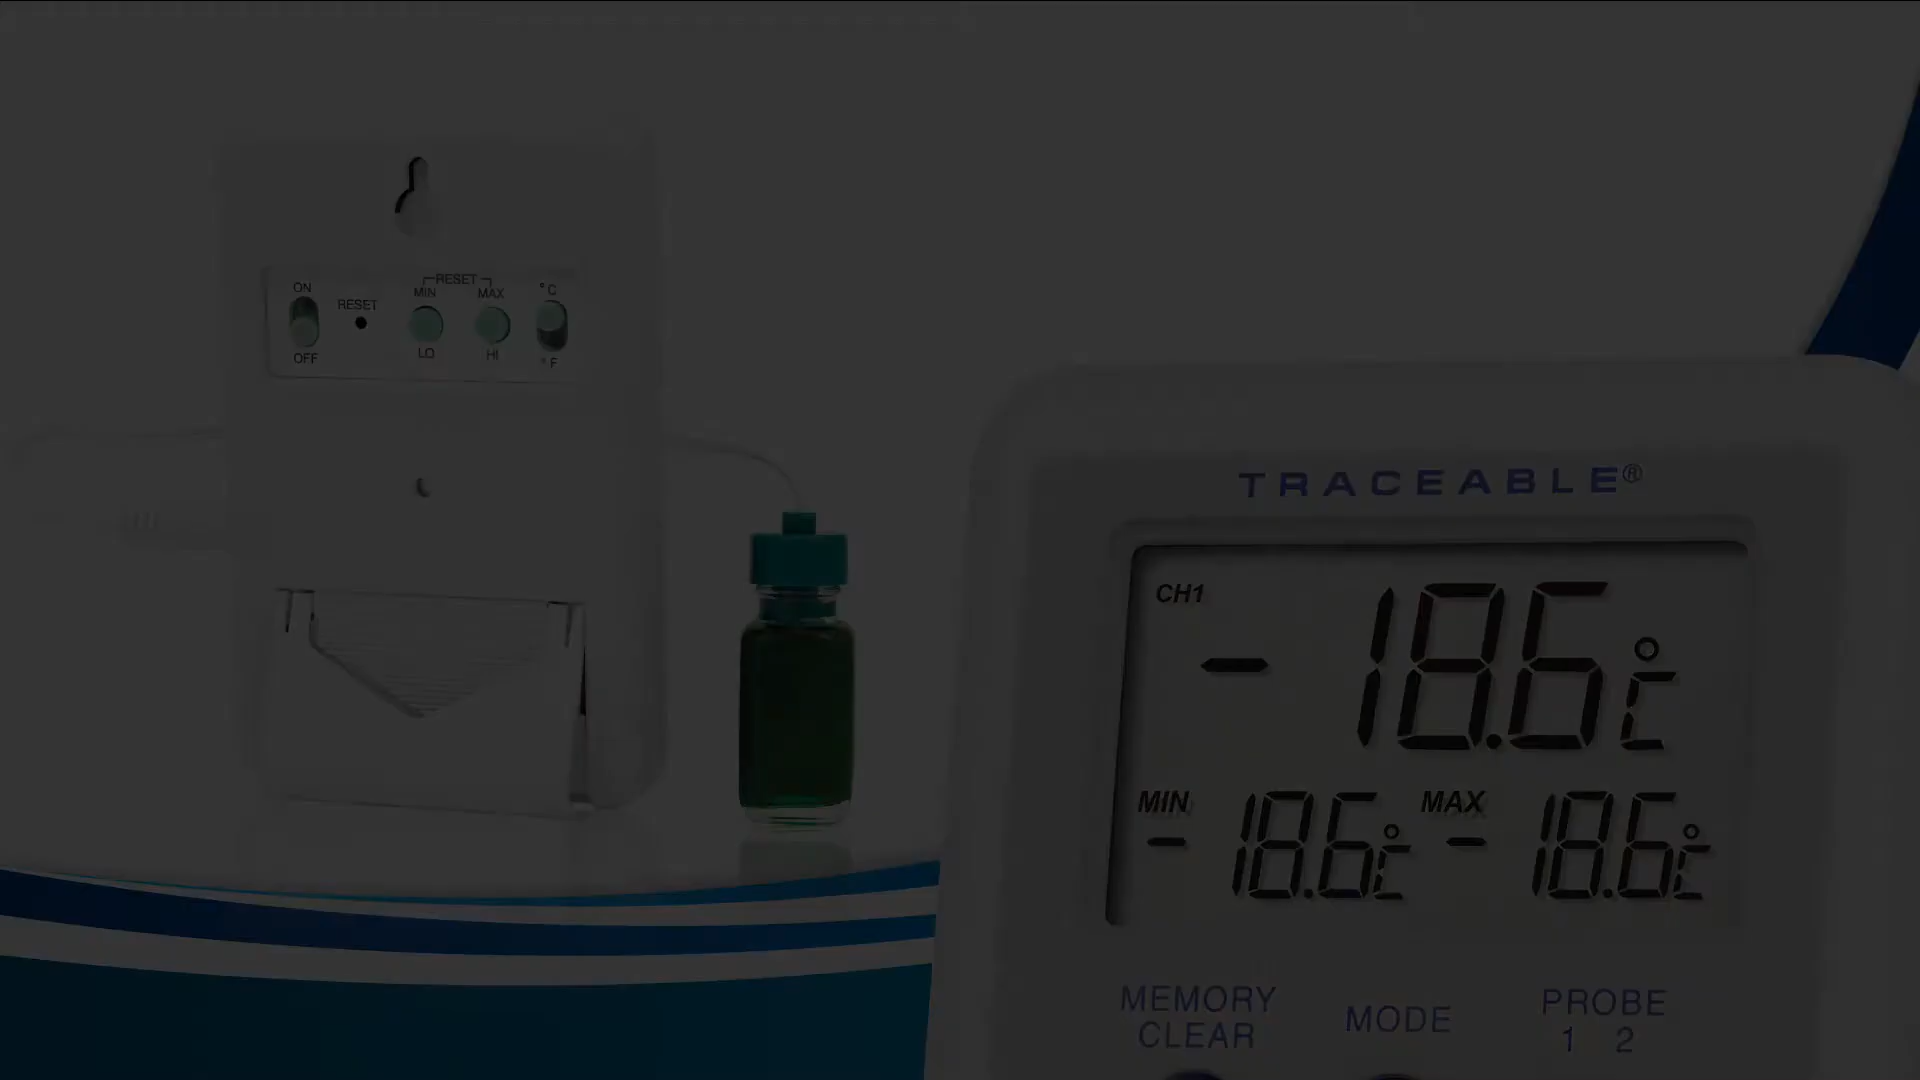 ON
OFF
RESET
RESET
MIN
MAX
LO
HI
°C
°F
TRACEABLE®
CH1
-18.6°C
MIN
-18.6°C
MAX
-18.6°C
MEMORY
CLEAR
MODE
PROBE
1 2